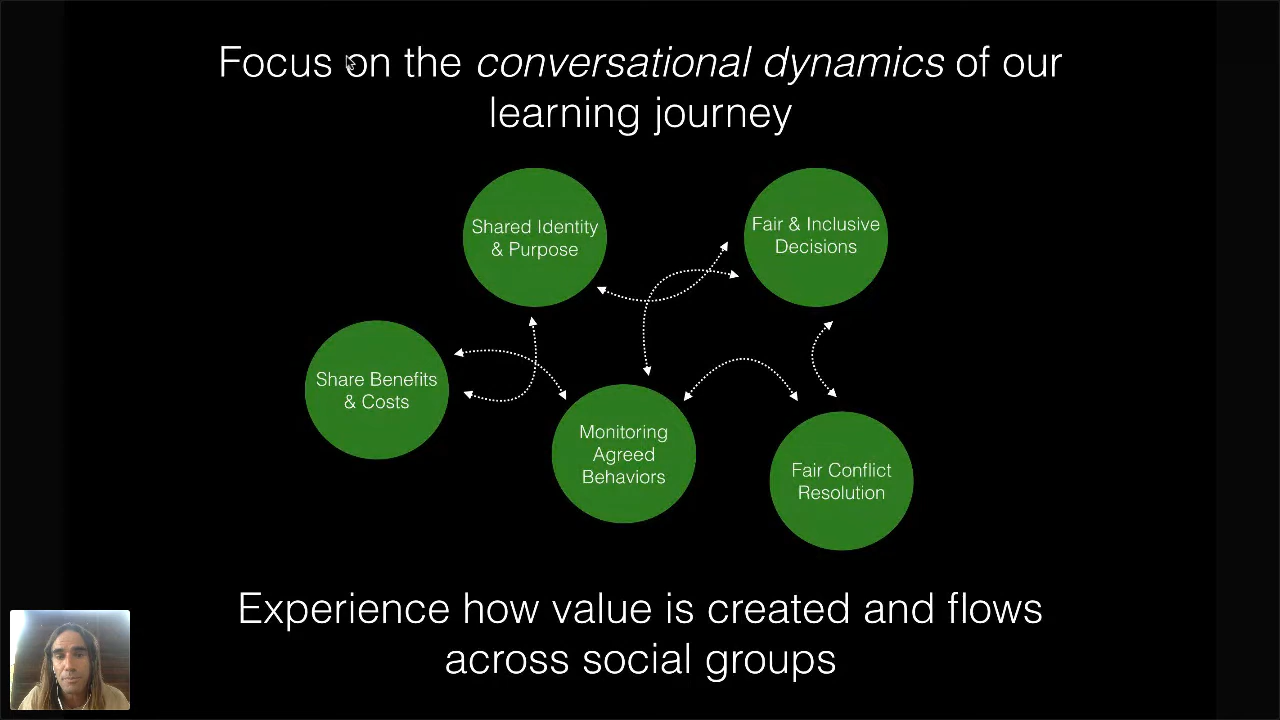 Focus on the conversational dynamics of our
learning journey
Shared Identity
& Purpose
Fair & Inclusive
Decisions
Share Benefits
& Costs
Monitoring
Agreed
Behaviors
Fair Conflict
Resolution
Experience how value is created and flows
across social groups